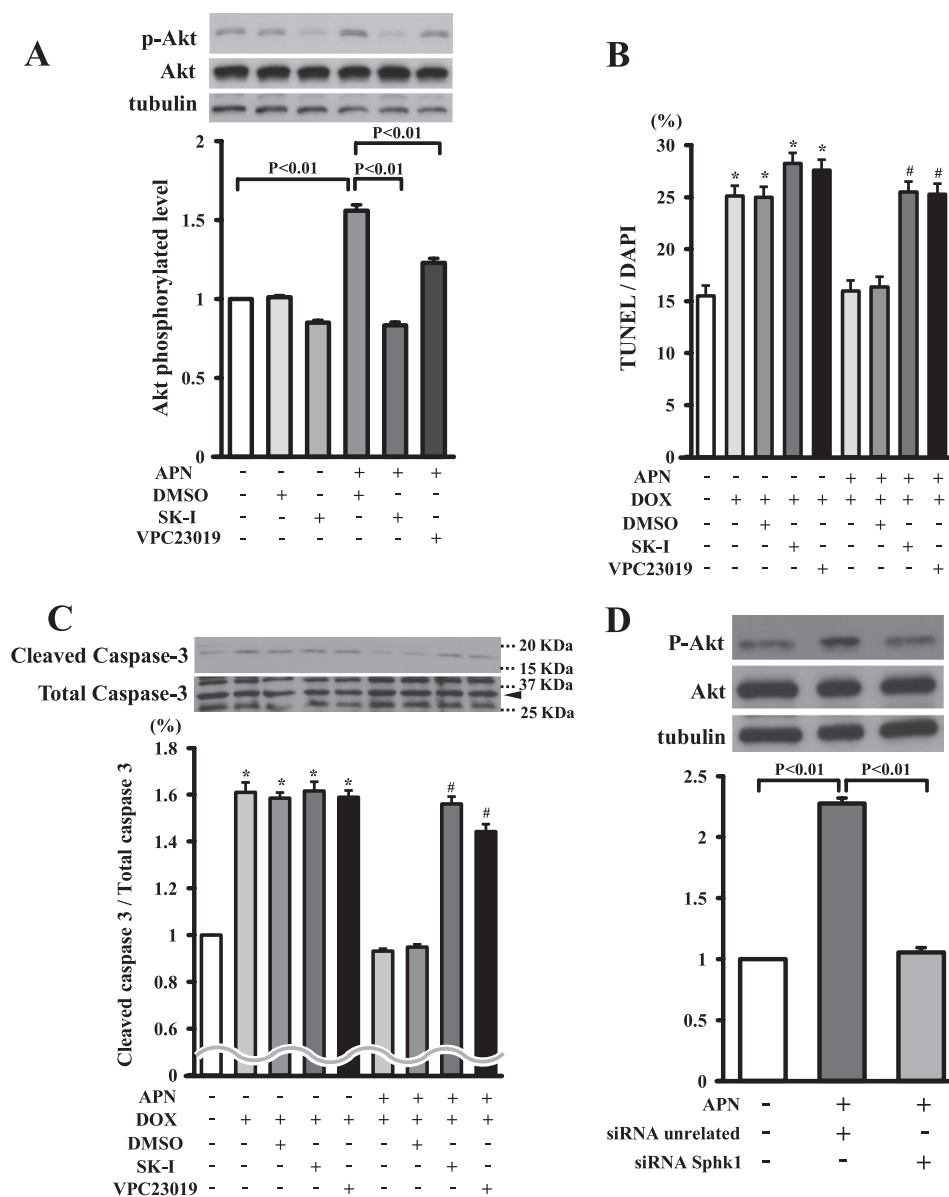 A
p-Akt
Akt
tubulin
P<0.01
P<0.01
P<0.01
Akt phosphorylated level
2
1.5
1
0.5
0
APN - - - + + +
DMSO - + - + - -
SK-I - - + - + -
VPC23019 - - - - - +
B
(%)
TUNEL / DAPI
* * * * # #
30
25
20
15
10
5
0
APN - - - - - + + + +
DOX - + + + + + + + +
DMSO - - + - - - + - -
SK-I - - - + - - - + -
VPC23019 - - - - + - - - +
C
Cleaved Caspase-3
20 KDa
15 KDa
Total Caspase-3
37 KDa
25 KDa
(%)
Cleaved caspase 3 / Total caspase 3
* * * * # #
1.8
1.6
1.4
1.2
1
0.8
0.6
0
APN - - - - - + + + +
DOX - + + + + + + + +
DMSO - - + - - - + - -
SK-I - - - + - - - + -
VPC23019 - - - - + - - - +
D
P-Akt
Akt
tubulin
P<0.01 P<0.01
2.5
2
1.5
1
0.5
0
APN - + +
siRNA unrelated - + -
siRNA Sphk1 - - +